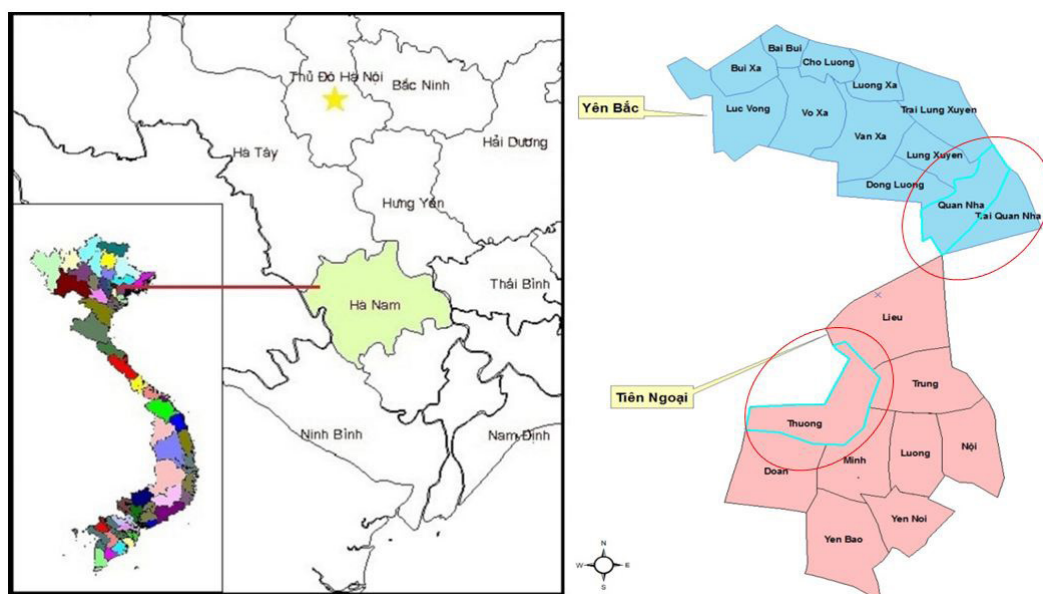 Thủ Đô Hà Nội
Bắc Ninh
Hà Tây
Hải Dương
Hưng Yên
Thái Bình
Hà Nam
Ninh Bình
Nam Định
Yên Bắc
Bai Bui
Bui Xa
Cho Luong
Luong Xa
Luc Vong
Vo Xa
Trai Lung Xuyen
Van Xa
Lung Xuyen
Dong Luong
Quan Nha
Trai Quan Nha
Tiên Ngoại
Lieu
Trung
Thuong
Doan
Minh
Luong
Nội
Yen Noi
Yen Bao
N
W
E
S